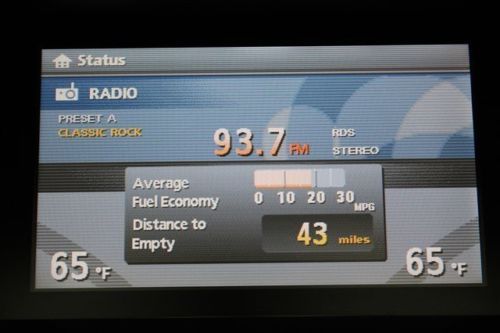 Status
RADIO
PRESET A
CLASSIC ROCK
93.7 FM
RDS
STEREO
Average
Fuel Economy
0 10 20 30
MPG
Distance to
Empty
43 miles
65 °F
65 °F